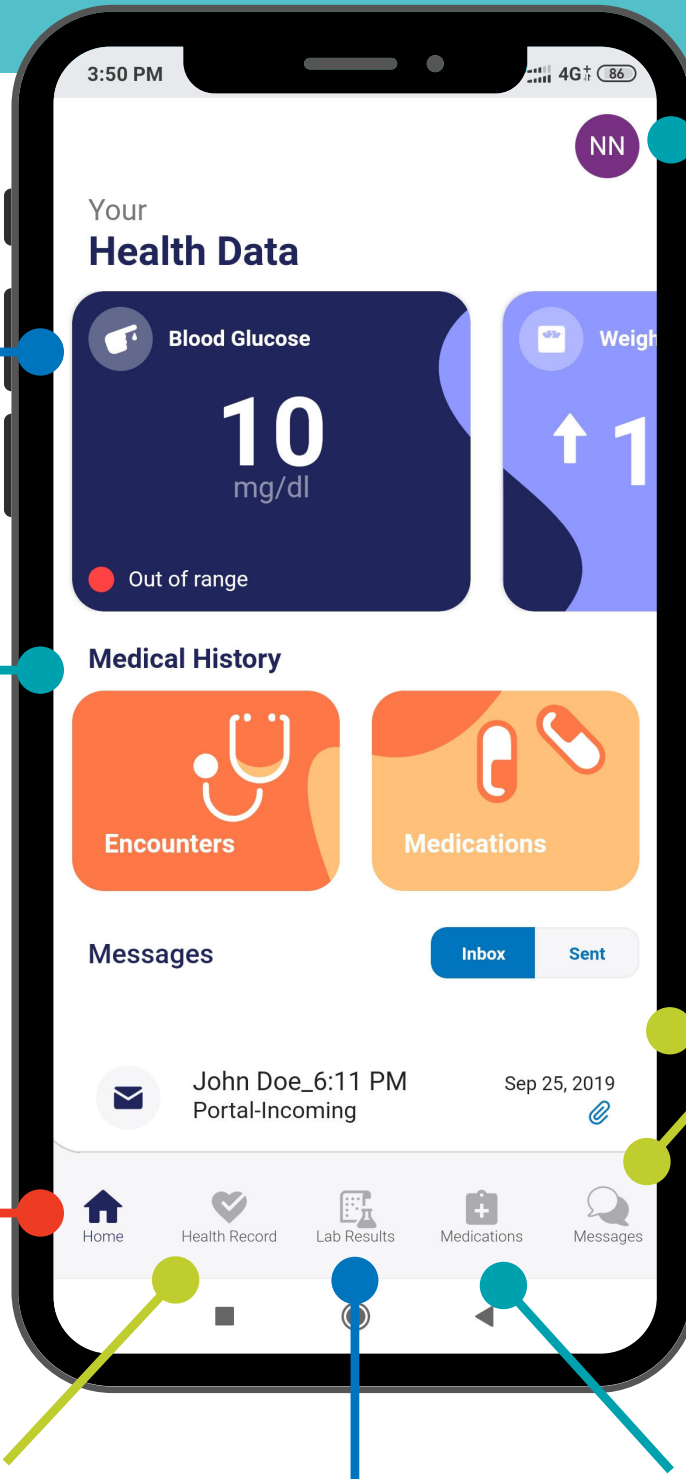 3:50 PM 4G+ 86
NN
Your
Health Data
Blood Glucose
10
mg/dl
Out of range
1
Medical History
Encounters
Medications
Messages
Inbox Sent
John Doe_6:11 PM
Portal-Incoming
Sep 25, 2019
Home Health Record Lab Results Medications Messages